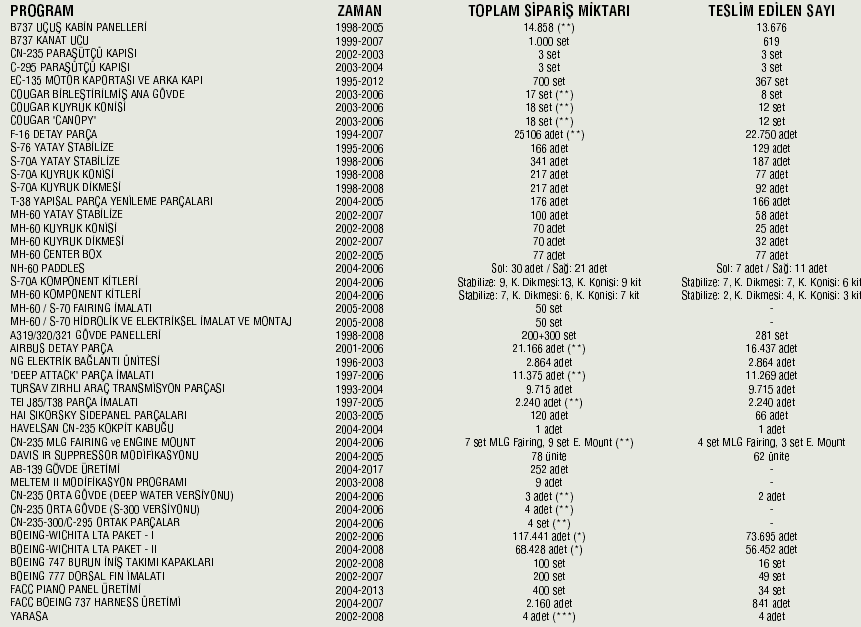 PROGRAM ZAMAN TOPLAM SİPARİŞ MİKTARI TESLİM EDİLEN SAYI
B737 UÇUŞ KABİN PANELLERİ 1998-2005 14.858 (**) 13.676
B737 KANAT UCU 1999-2007 1.000 set 619
CN-235 PARAŞÜTÇÜ KAPISI 2002-2003 3 set 3 set
C-295 PARAŞÜTÇÜ KAPISI 2003-2004 3 set 3 set
EC-135 MOTOR KAPORTASI VE ARKA KAPI 1995-2012 700 set 367 set
COUGAR BİRLEŞTİRİLMİŞ ANA GÖVDE 2003-2006 17 set (**) 8 set
COUGAR KUYRUK KONİSİ 2003-2006 18 set (**) 12 set
COUGAR 'CANOPY' 2003-2006 18 set (**) 12 set
F-16 DETAY PARÇA 1994-2007 25106 adet (**) 22.750 adet
S-76 YATAY STABİLİZE 1995-2006 166 adet 129 adet
S-70A YATAY STABİLİZE 1998-2006 341 adet 187 adet
S-70A KUYRUK KONİSİ 1998-2008 217 adet 77 adet
S-70A KUYRUK DİKMESİ 1998-2008 217 adet 92 adet
T-38 YAPISAL PARÇA YENİLEME PARÇALARI 2004-2005 176 adet 166 adet
MH-60 YATAY STABİLİZE 2002-2007 100 adet 58 adet
MH-60 KUYRUK KONİSİ 2002-2008 70 adet 25 adet
MH-60 KUYRUK DİKMESİ 2002-2007 70 adet 32 adet
MH-60 CENTER BOX 2002-2005 77 adet 77 adet
NH-60 PADDLES 2004-2006 Sol: 30 adet / Sağ: 21 adet Sol: 7 adet / Sağ: 11 adet
S-70A KOMPONENT KİTLERİ 2004-2006 Stabilize: 9, K. Dikmesi:13, K. Konisi: 9 kit Stabilize: 7, K. Dikmesi: 7, K. Konisi: 6 kit
MH-60 KOMPONENT KİTLERİ 2004-2006 Stabilize: 7, K. Dikmesi: 6, K. Konisi: 7 kit Stabilize: 2, K. Dikmesi: 4, K. Konisi: 3 kit
MH-60 / S-70 FAIRING İMALATI 2005-2008 50 set -
MH-60 / S-70 HİDROLİK VE ELEKTRİKSEL İMALAT VE MONTAJ 2005-2008 50 set -
A319/320/321 GÖVDE PANELLERİ 1998-2008 200+300 set 281 set
AIRBUS DETAY PARÇA 2001-2006 21.166 adet (**) 16.437 adet
NG ELEKTRİK BAĞLANTI ÜNİTESİ 1996-2003 2.864 adet 2.864 adet
'DEEP ATTACK' PARÇA İMALATI 1997-2006 11.375 adet (**) 11.269 adet
TURSAV ZIRHLI ARAÇ TRANSMİSYON PARÇASI 1993-2004 9.715 adet 9.715 adet
TEI J85/T38 PARÇA İMALATI 1997-2005 2.240 adet (**) 2.240 adet
HAI SIKORSKY SIDEPANEL PARÇALARI 2003-2005 120 adet 66 adet
HAVELSAN CN-235 KOKPİT KABUĞU 2004-2004 1 adet 1 adet
CN-235 MLG FAIRING ve ENGINE MOUNT 2004-2006 7 set MLG Fairing, 9 set E. Mount (**) 4 set MLG Fairing, 3 set E. Mount
DAVIS IR SUPPRESSOR MODİFİKASYONU 2004-2005 78 ünite 62 ünite
AB-139 GÖVDE ÜRETİMİ 2004-2017 252 adet -
MELTEM II MODİFİKASYON PROGRAMI 2003-2008 9 adet -
CN-235 ORTA GÖVDE (DEEP WATER VERSİYONU) 2004-2006 3 adet (**) 2 adet
CN-235 ORTA GÖVDE (S-300 VERSİYONU) 2004-2006 4 adet (**) -
CN-235-300/C-295 ORTAK PARÇALAR 2004-2006 4 set (**) -
BOEING-WICHITA LTA PAKET - I 2002-2006 117.441 adet (*) 73.695 adet
BOEING-WICHITA LTA PAKET - II 2004-2008 68.428 adet (*) 56.452 adet
BOEING 747 BURUN İNİŞ TAKIMI KAPAKLARI 2002-2008 100 set 16 set
BOEING 777 DORSAL FIN İMALATI 2002-2007 200 set 49 set
FACC PIANO PANEL ÜRETİMİ 2004-2013 400 set 34 set
FACC BOEING 737 HARNESS ÜRETİMİ 2004-2007 2.160 adet 841 adet
YARASA 2002-2008 4 adet (***) 4 adet